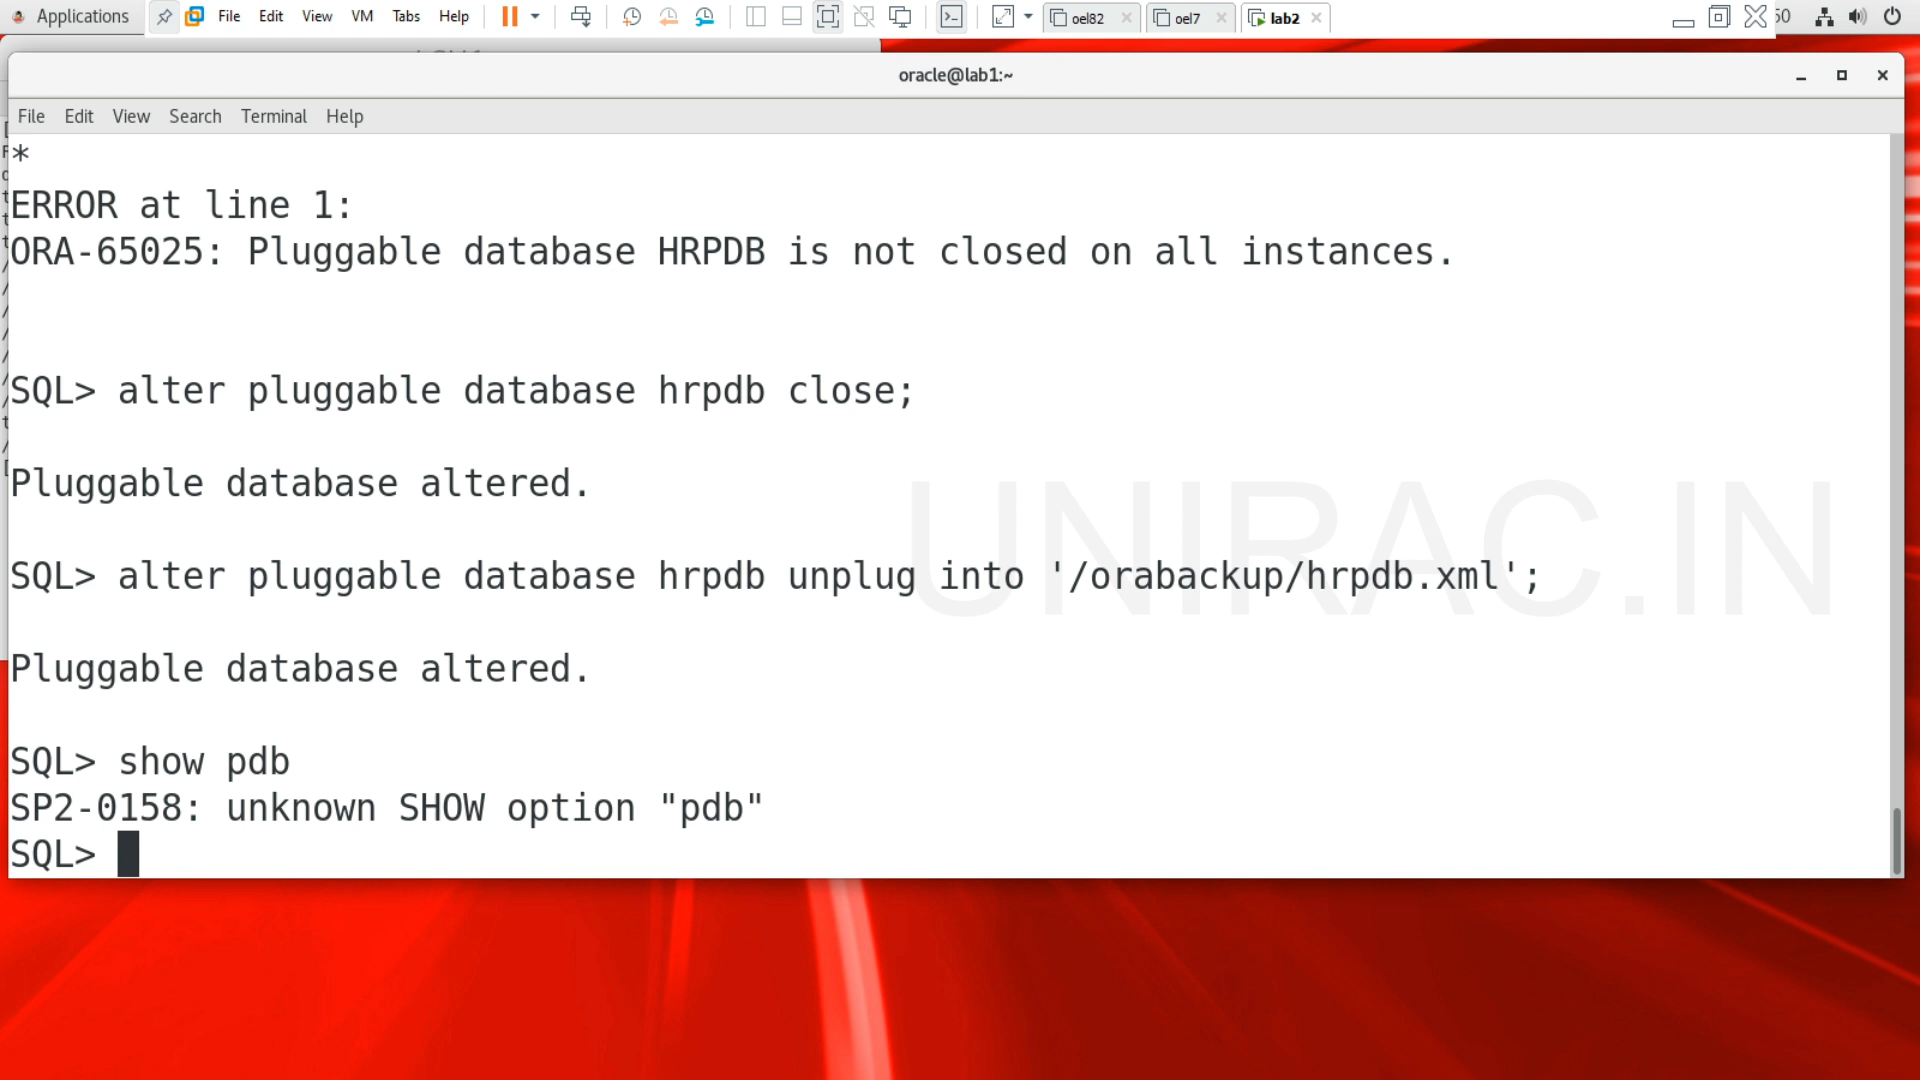 Applications File Edit View VM Tabs Help oel82 oel7 lab2
oracle@lab1:~
File Edit View Search Terminal Help
*
ERROR at line 1:
ORA-65025: Pluggable database HRPDB is not closed on all instances.
SQL> alter pluggable database hrpdb close;
Pluggable database altered.
UNIRAC.IN
SQL> alter pluggable database hrpdb unplug into '/orabackup/hrpdb.xml';
Pluggable database altered.
SQL> show pdb
SP2-0158: unknown SHOW option "pdb"
SQL>